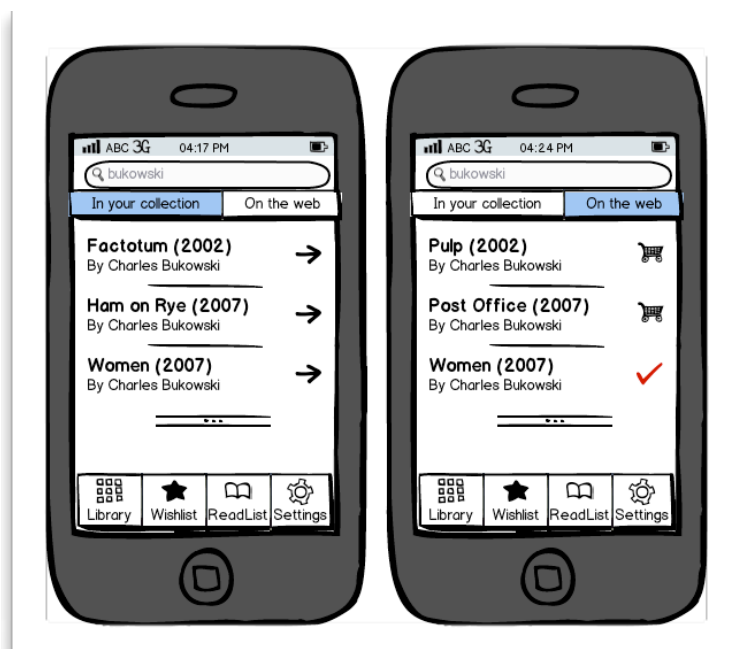 ABC 3G 04:17 PM
bukowski
In your collection On the web
Factotum (2002)
By Charles Bukowski
Ham on Rye (2007)
By Charles Bukowski
Women (2007)
By Charles Bukowski
...
Library Wishlist ReadList Settings
ABC 3G 04:24 PM
bukowski
In your collection On the web
Pulp (2002)
By Charles Bukowski
Post Office (2007)
By Charles Bukowski
Women (2007)
By Charles Bukowski
...
Library Wishlist ReadList Settings